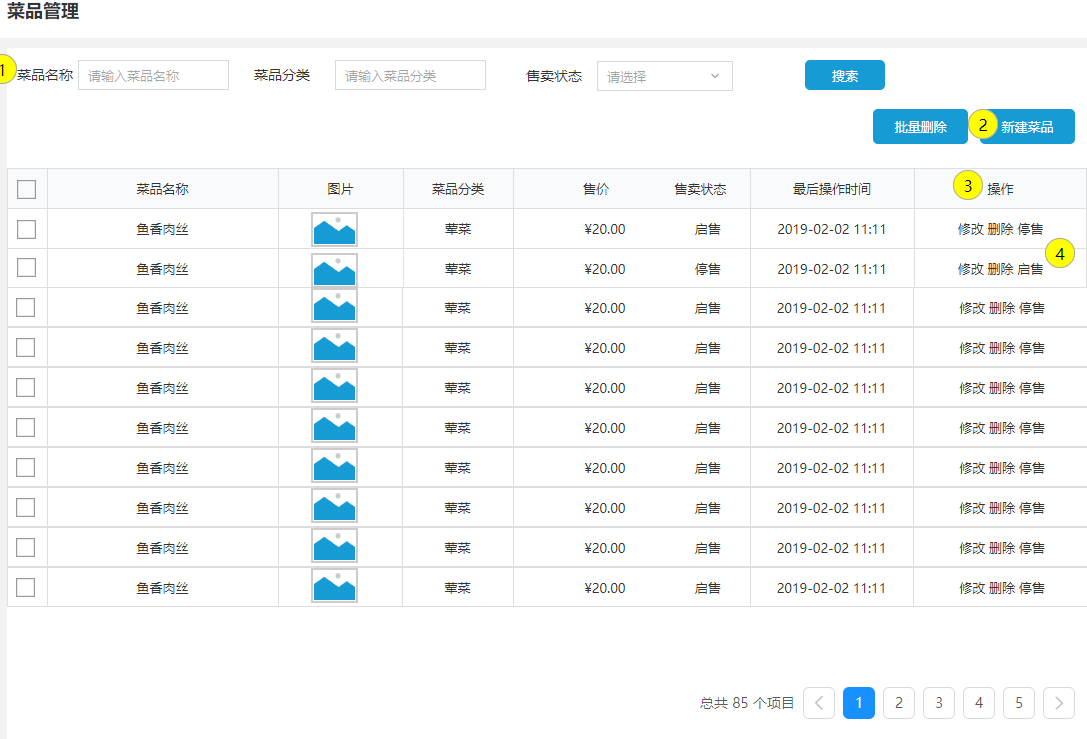 菜品管理
1 菜品名称 请输入菜品名称 菜品分类 请输入菜品分类 售卖状态 请选择 搜索
批量删除 2 新建菜品
菜品名称 图片 菜品分类 售价 售卖状态 最后操作时间 3 操作
鱼香肉丝 荤菜 ¥20.00 启售 2019-02-02 11:11 修改 删除 停售
4
鱼香肉丝 荤菜 ¥20.00 停售 2019-02-02 11:11 修改 删除 启售
鱼香肉丝 荤菜 ¥20.00 启售 2019-02-02 11:11 修改 删除 停售
鱼香肉丝 荤菜 ¥20.00 启售 2019-02-02 11:11 修改 删除 停售
鱼香肉丝 荤菜 ¥20.00 启售 2019-02-02 11:11 修改 删除 停售
鱼香肉丝 荤菜 ¥20.00 启售 2019-02-02 11:11 修改 删除 停售
鱼香肉丝 荤菜 ¥20.00 启售 2019-02-02 11:11 修改 删除 停售
鱼香肉丝 荤菜 ¥20.00 启售 2019-02-02 11:11 修改 删除 停售
鱼香肉丝 荤菜 ¥20.00 启售 2019-02-02 11:11 修改 删除 停售
鱼香肉丝 荤菜 ¥20.00 启售 2019-02-02 11:11 修改 删除 停售
总共 85 个项目 1 2 3 4 5